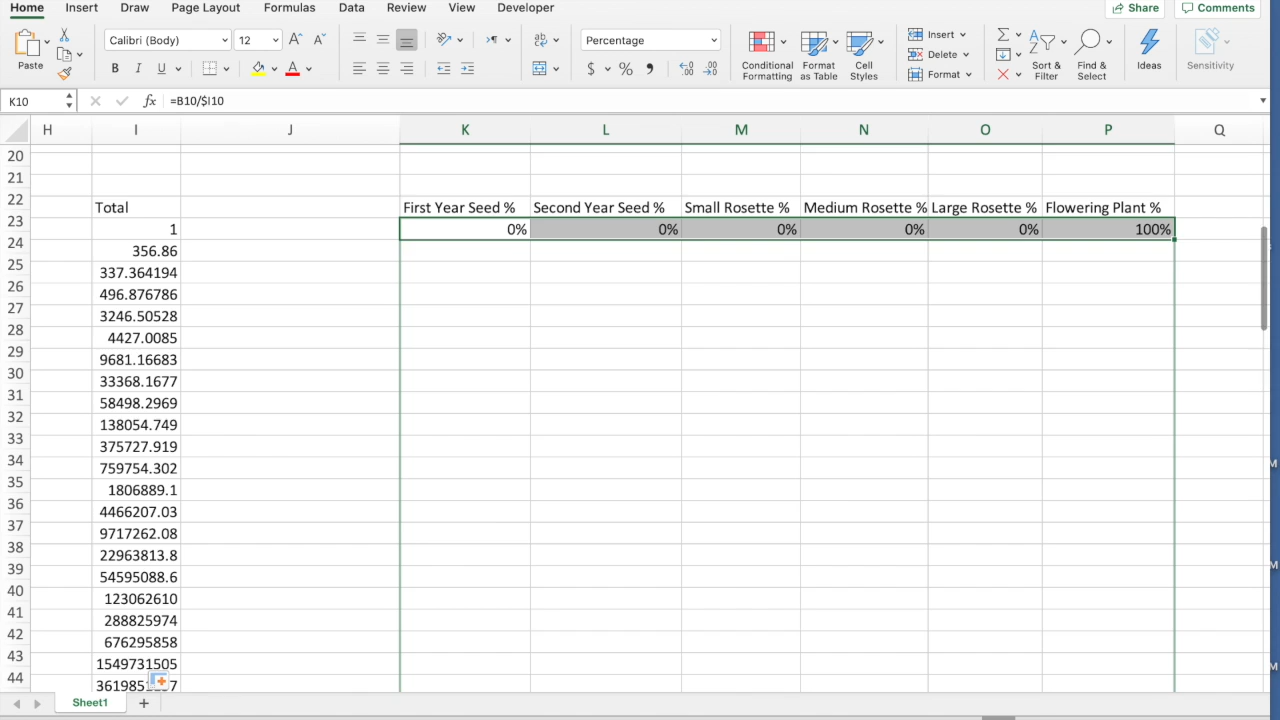 Home Insert Draw Page Layout Formulas Data Review View Developer Share Comments
Calibri (Body) 12 A A Percentage Insert
Delete
Paste B I U A $ % Conditional Formatting Format as Table Cell Styles Format Sort & Filter Find & Select Ideas Sensitivity
K10 fx =B10/$I10
H I J K L M N O P Q
20
21
22 Total First Year Seed % Second Year Seed % Small Rosette % Medium Rosette % Large Rosette % Flowering Plant %
23 1 0% 0% 0% 0% 0% 100%
24 356.86
25 337.364194
26 496.876786
27 3246.50528
28 4427.0085
29 9681.16683
30 33368.1677
31 58498.2969
32 138054.749
33 375727.919
34 759754.302
35 1806889.1
36 4466207.03
37 9717262.08
38 22963813.8
39 54595088.6
40 123062610
41 288825974
42 676295858
43 1549731505
44
Sheet1